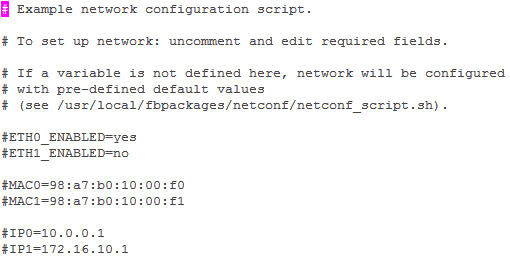 # Example network configuration script.
# To set up network: uncomment and edit required fields.
# If a variable is not defined here, network will be configured
# with pre-defined default values
# (see /usr/local/fbpackages/netconf/netconf_script.sh).
#ETH0_ENABLED=yes
#ETH1_ENABLED=no
#MAC0=98:a7:b0:10:00:f0
#MAC1=98:a7:b0:10:00:f1
#IP0=10.0.0.1
#IP1=172.16.10.1